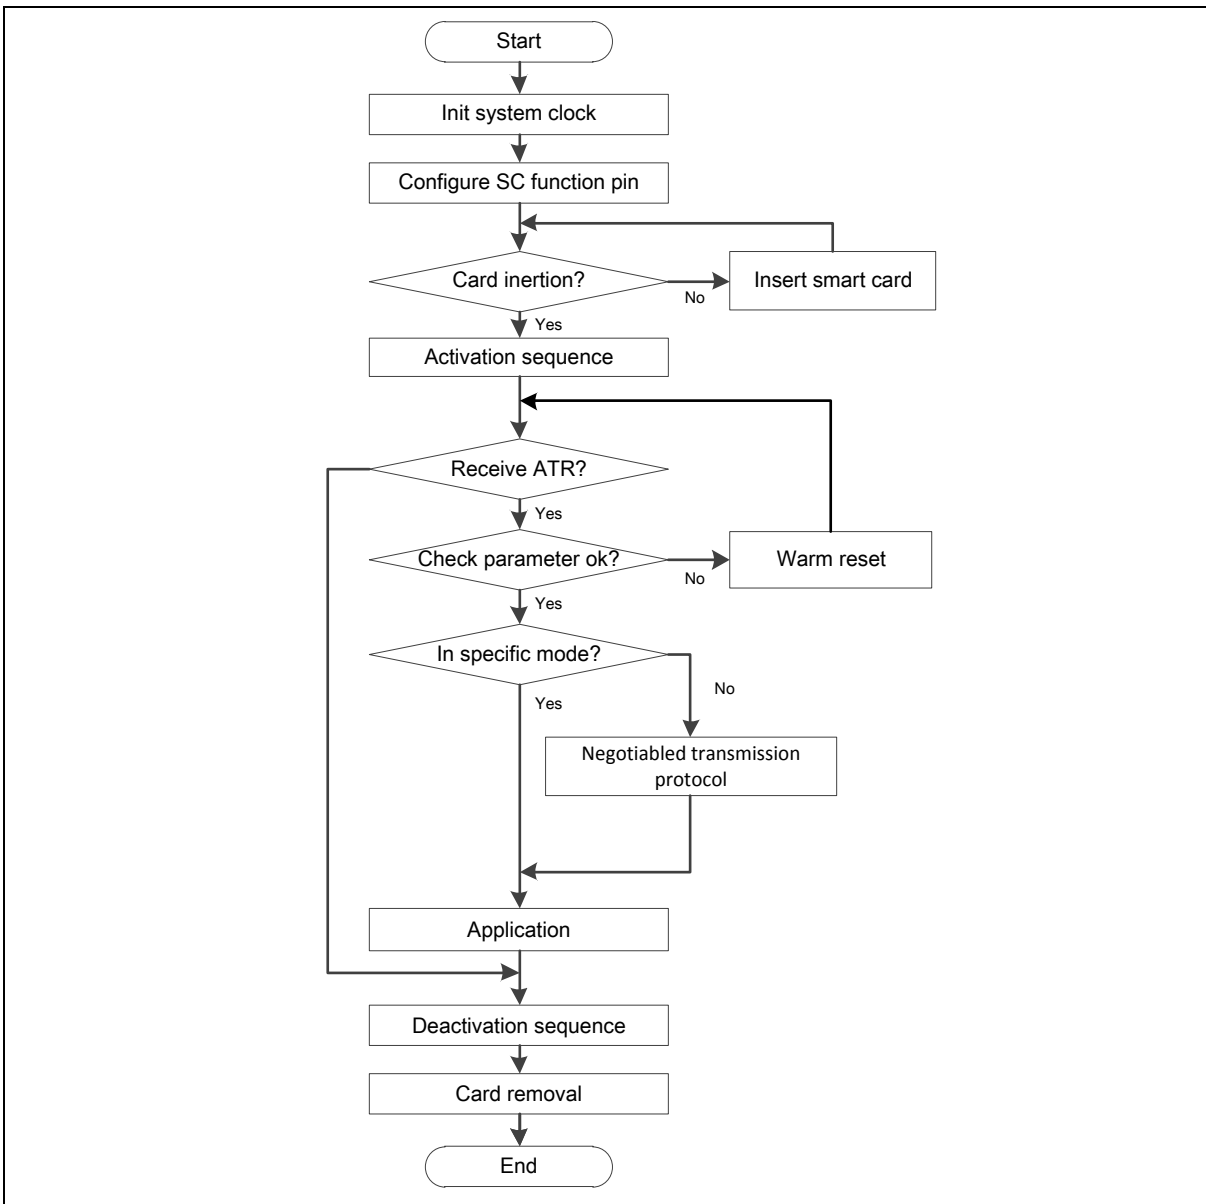 Start
Init system clock
Configure SC function pin
Card inertion?
No
Insert smart card
Yes
Activation sequence
Receive ATR?
Yes
Check parameter ok?
No
Warm reset
Yes
In specific mode?
No
Yes
Negotiabled transmission
protocol
Application
Deactivation sequence
Card removal
End